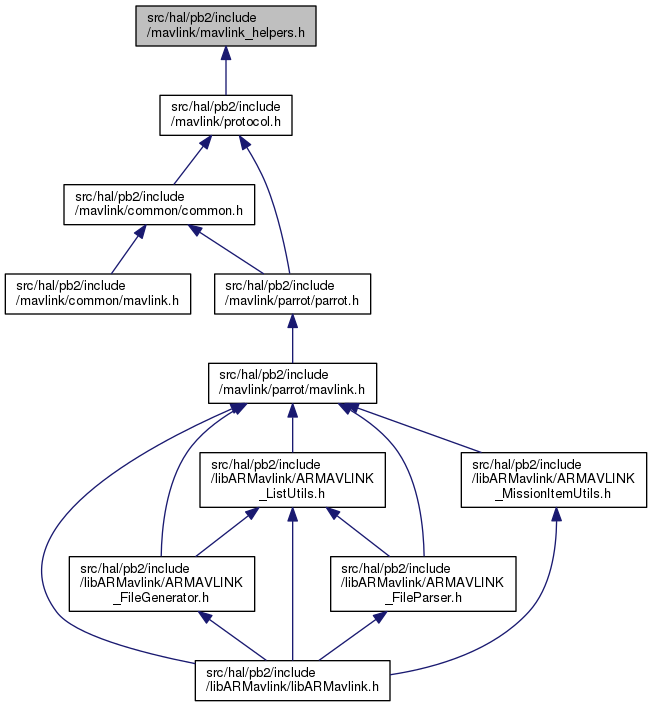 src/hal/pb2/include
/mavlink/mavlink_helpers.h
src/hal/pb2/include
/mavlink/protocol.h
src/hal/pb2/include
/mavlink/common/common.h
src/hal/pb2/include
/mavlink/common/mavlink.h
src/hal/pb2/include
/mavlink/parrot/parrot.h
src/hal/pb2/include
/mavlink/parrot/mavlink.h
src/hal/pb2/include
/libARMavlink/ARMAVLINK
_ListUtils.h
src/hal/pb2/include
/libARMavlink/ARMAVLINK
_MissionItemUtils.h
src/hal/pb2/include
/libARMavlink/ARMAVLINK
_FileGenerator.h
src/hal/pb2/include
/libARMavlink/ARMAVLINK
_FileParser.h
src/hal/pb2/include
/libARMavlink/libARMavlink.h